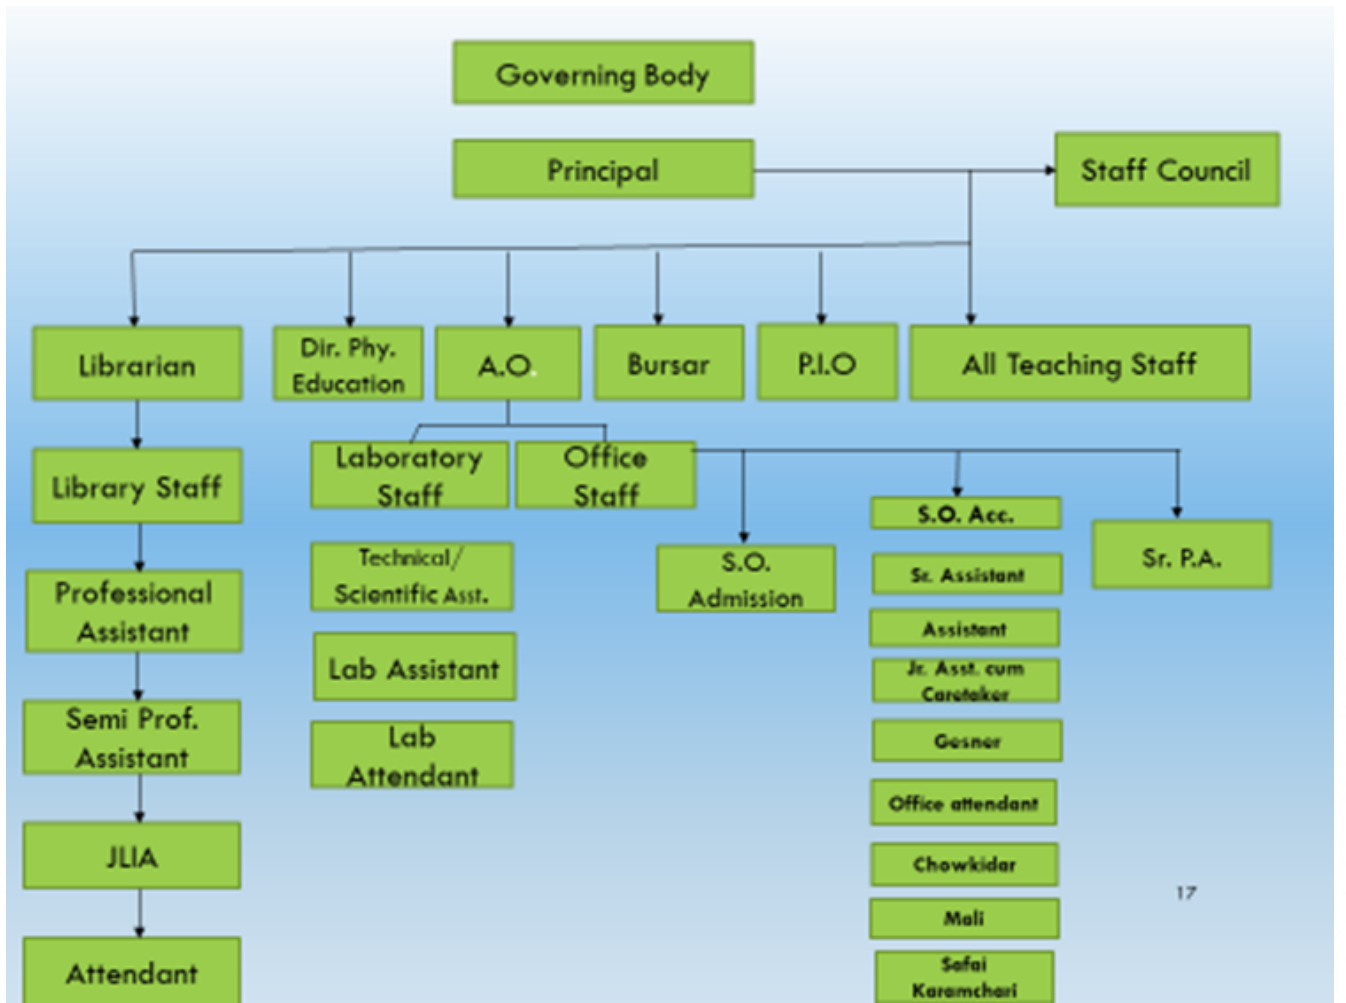 Governing Body
Principal
Staff Council
Librarian
Dir. Phy.
Education
A.O.
Bursar
P.I.O
All Teaching Staff
Library Staff
Laboratory
Staff
Office
Staff
S.O. Acc.
Sr. P.A.
Technical/
Scientific Asst.
S.O.
Admission
Sr. Assistant
Professional
Assistant
Assistant
Lab Assistant
Jr. Asst. cum
Caretaker
Semi Prof.
Assistant
Lab
Attendant
Gesner
Office attendant
JLIA
Chowkidar
17
Mali
Attendant
Safai
Karamchari